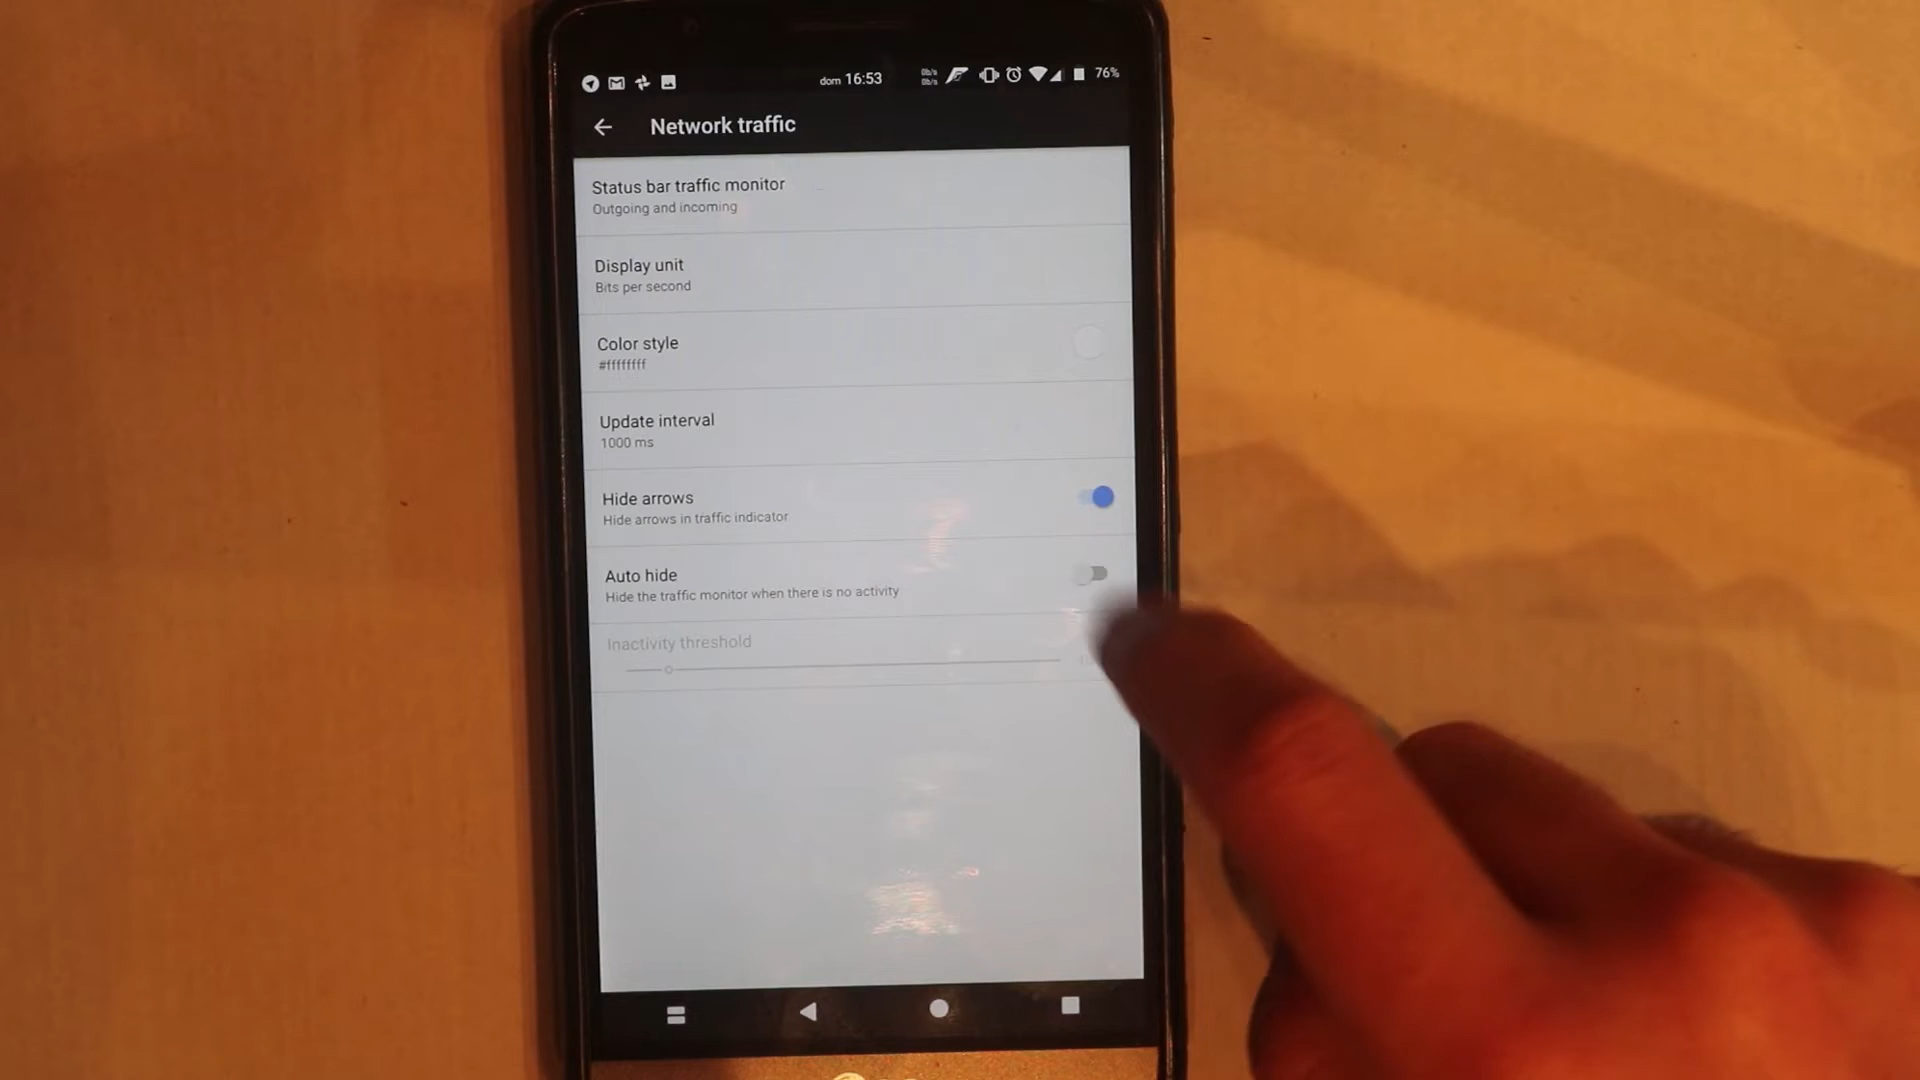 dom 16:53
0b/s
0b/s
76%
Network traffic
Status bar traffic monitor
Outgoing and incoming
Display unit
Bits per second
Color style
#ffffffff
Update interval
1000 ms
Hide arrows
Hide arrows in traffic indicator
Auto hide
Hide the traffic monitor when there is no activity
Inactivity threshold